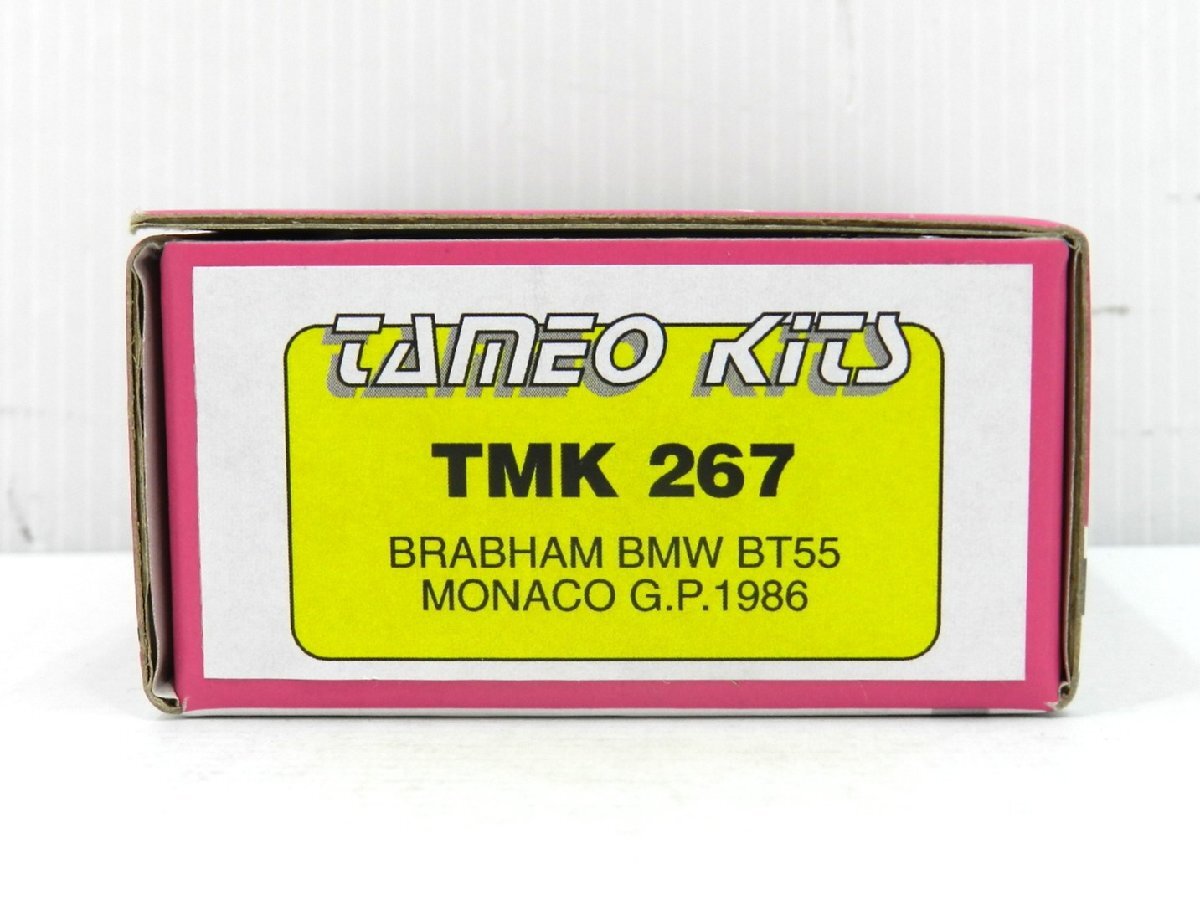 TAMEO KiTS
TMK 267
BRABHAM BMW BT55
MONACO G.P.1986